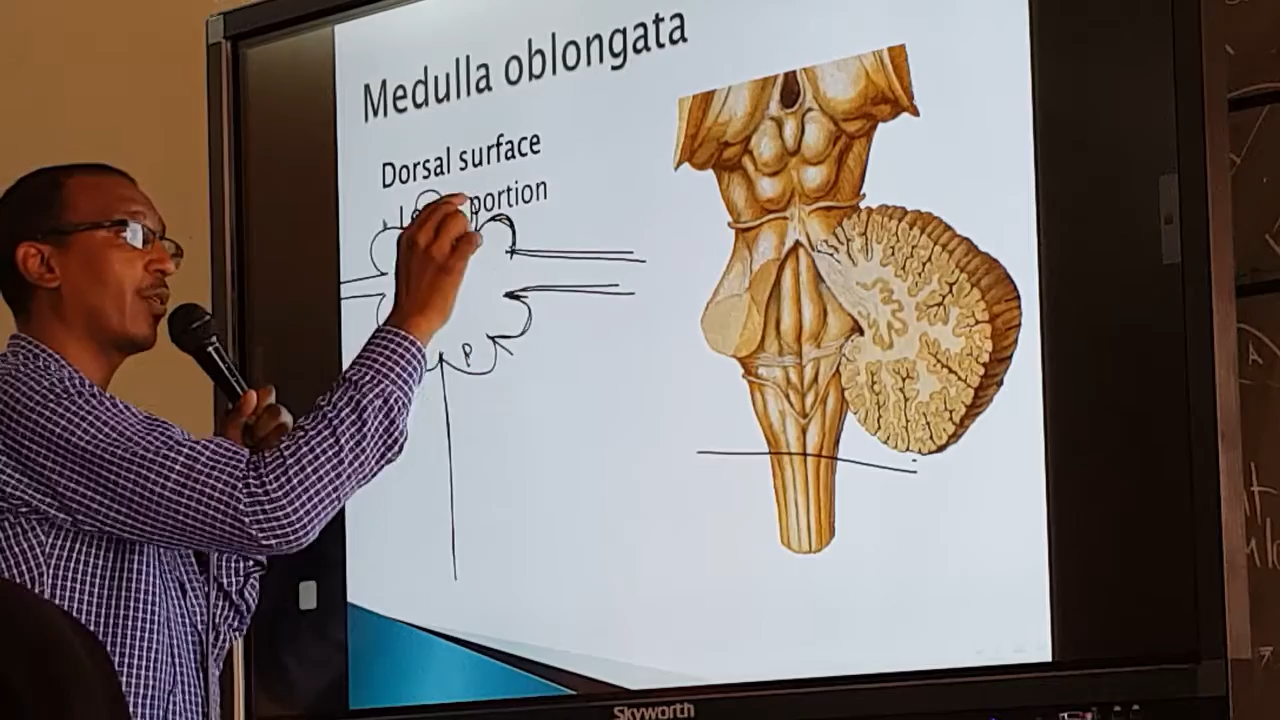 Medulla oblongata
Dorsal surface
portion
P
Skyworth
A